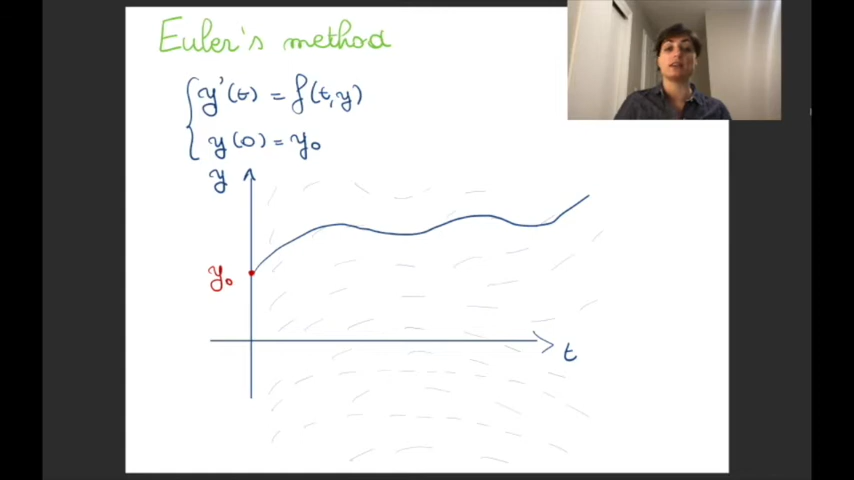 Euler's method
y'(t) = f(t,y)
y(0) = y₀
y
y₀
t